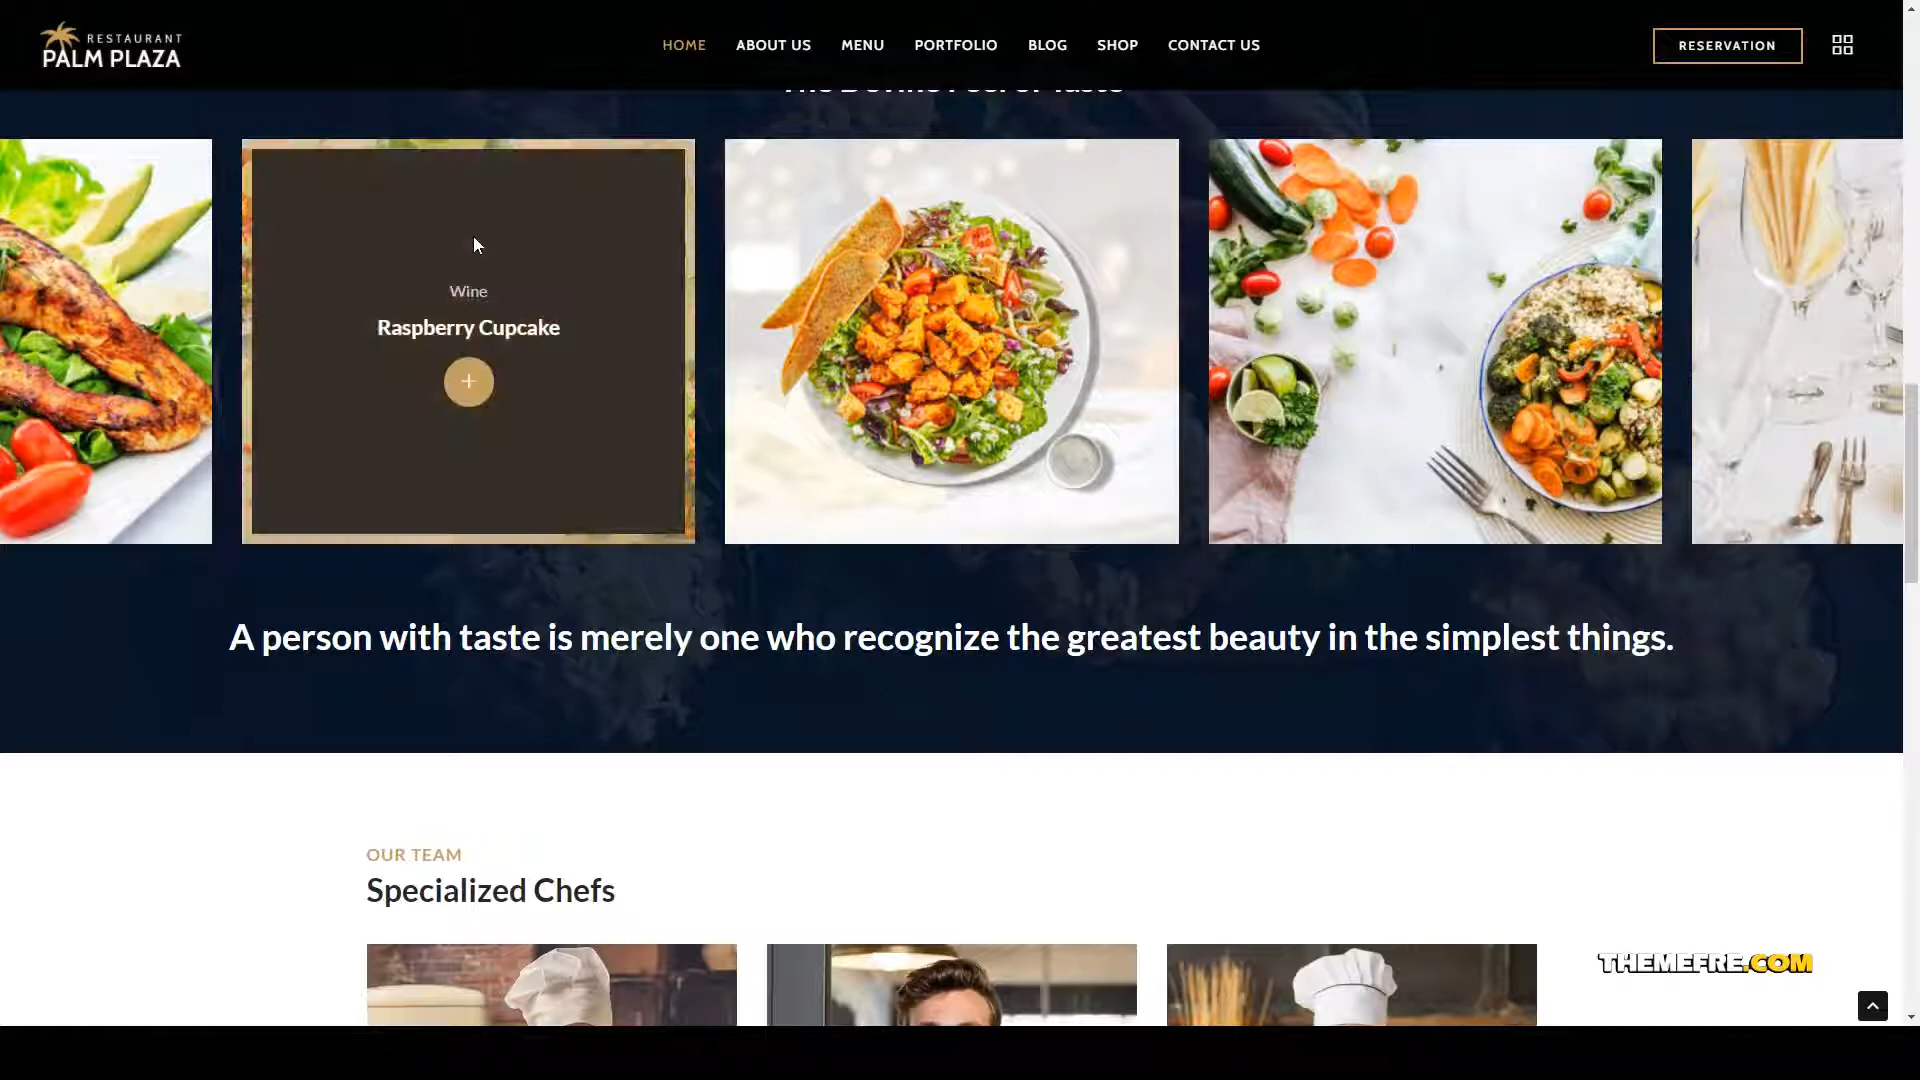 RESTAURANT
PALM PLAZA
HOME
ABOUT US
MENU
PORTFOLIO
BLOG
SHOP
CONTACT US
RESERVATION
Wine
Raspberry Cupcake
A person with taste is merely one who recognize the greatest beauty in the simplest things.
OUR TEAM
Specialized Chefs
THEMEFRE.COM